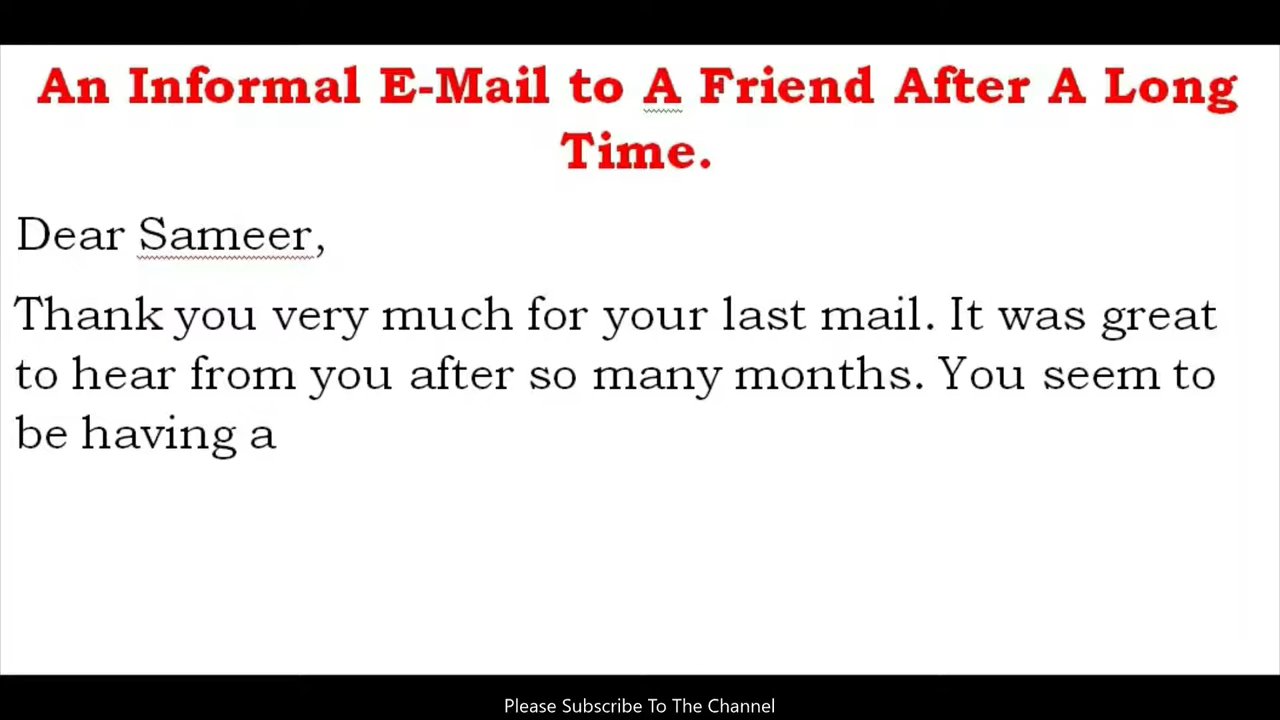 An Informal E-Mail to A Friend After A Long
Time.
Dear Sameer,
Thank you very much for your last mail. It was great
to hear from you after so many months. You seem to
be having a
Please Subscribe To The Channel